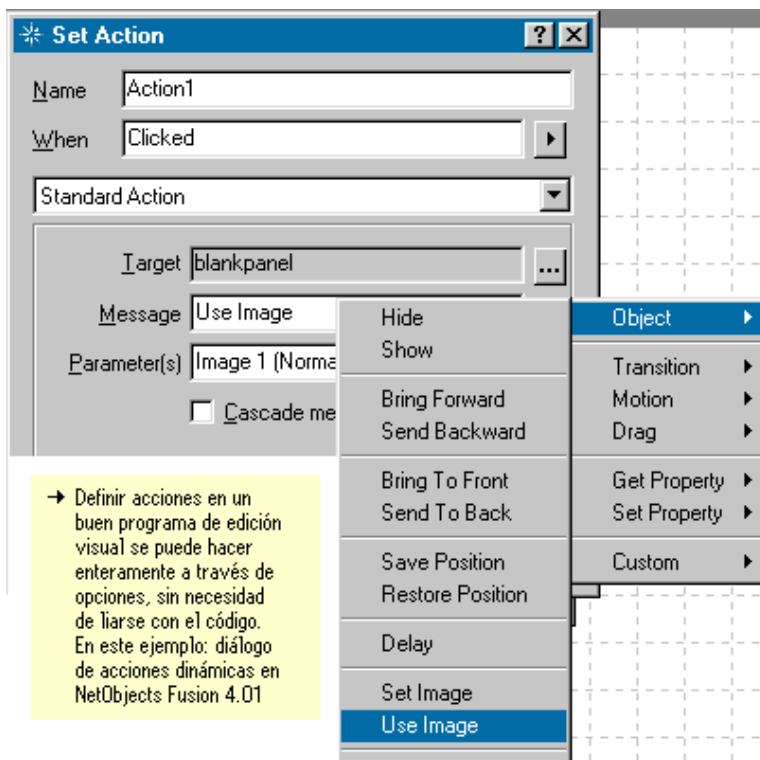 Set Action
Name Action1
When Clicked
Standard Action
Target blankpanel ...
Message Use Image
Parameter(s) Image 1 (Norma
Cascade me
Hide
Show
Bring Forward
Send Backward
Bring To Front
Send To Back
Save Position
Restore Position
Delay
Set Image
Use Image
Object
Transition
Motion
Drag
Get Property
Set Property
Custom
→ Definir acciones en un
buen programa de edición
visual se puede hacer
enteramente a través de
opciones, sin necesidad
de liarse con el código.
En este ejemplo: diálogo
de acciones dinámicas en
NetObjects Fusion 4.01